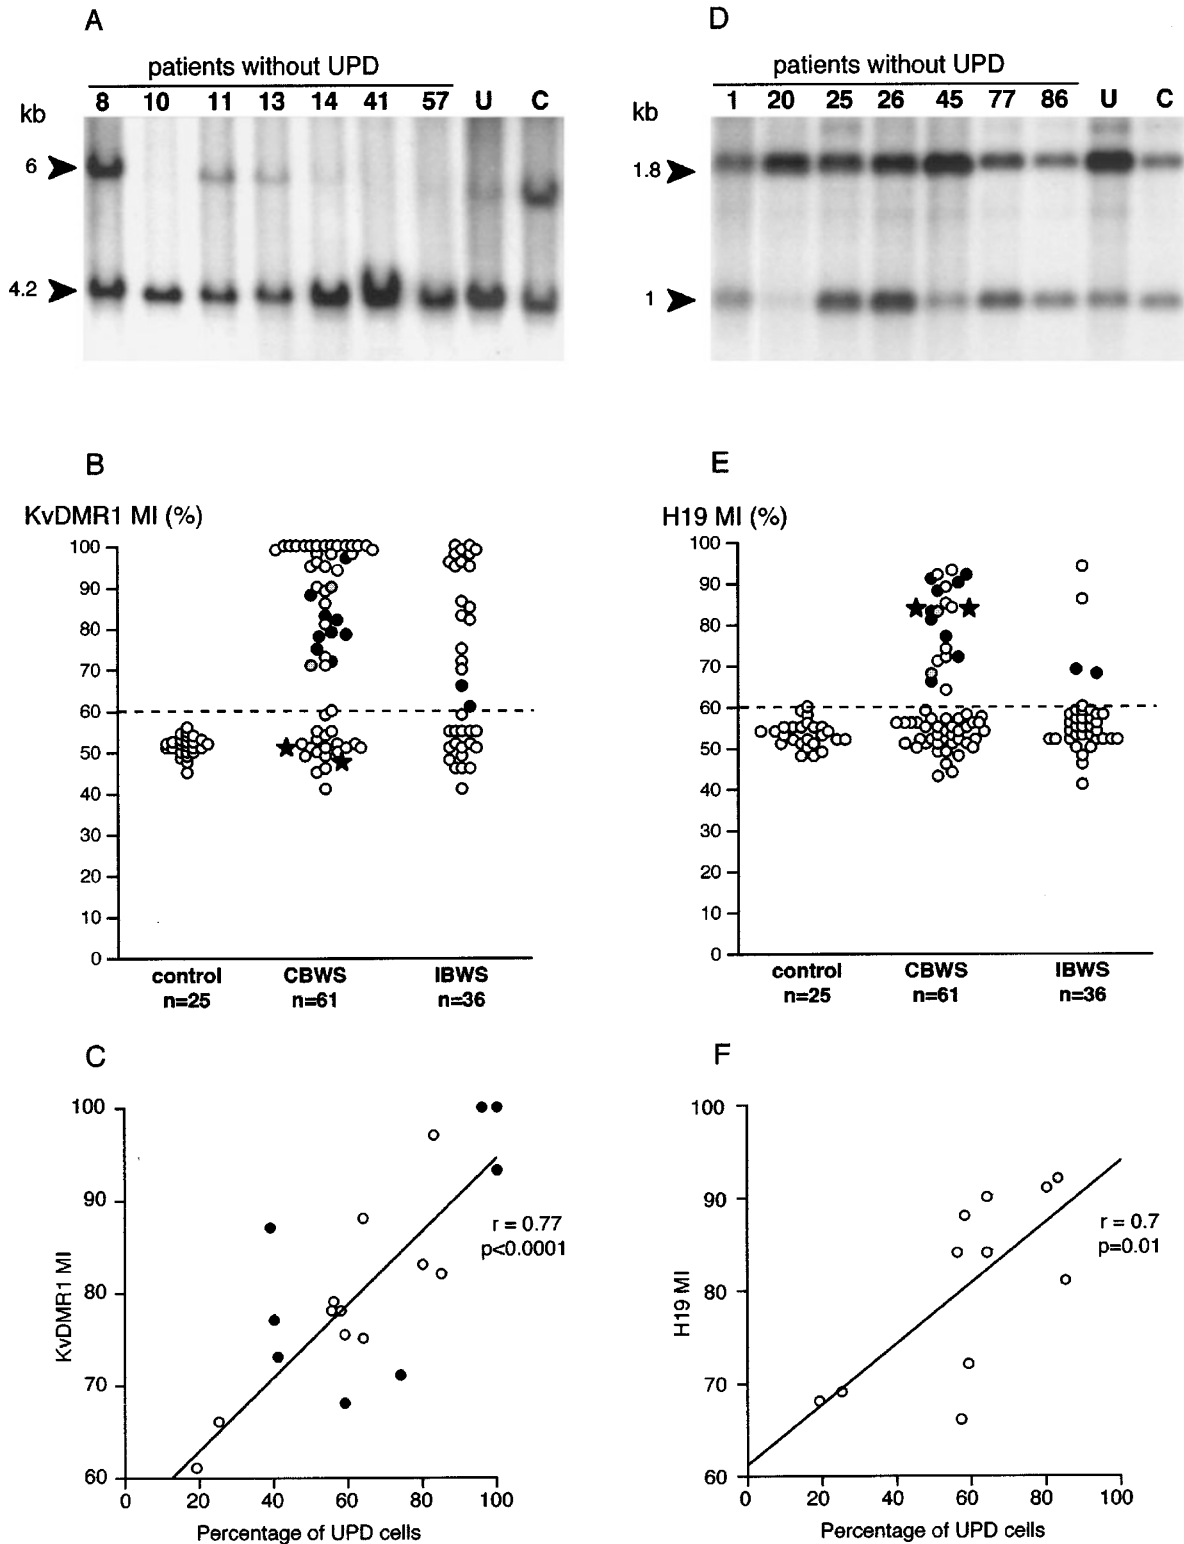 A
patients without UPD
8 10 11 13 14 41 57 U C
kb
6
4.2
D
patients without UPD
1 20 25 26 45 77 86 U C
kb
1.8
1
B
KvDMR1 MI (%)
100
90
80
70
60
50
40
30
20
10
0
control CBWS IBWS
n=25 n=61 n=36
E
H19 MI (%)
100
90
80
70
60
50
40
30
20
10
0
control CBWS IBWS
n=25 n=61 n=36
C
KvDMR1 MI
100
90
80
70
60
r = 0.77
p<0.0001
0 20 40 60 80 100
Percentage of UPD cells
F
H19 MI
100
90
80
70
60
r = 0.7
p=0.01
0 20 40 60 80 100
Percentage of UPD cells